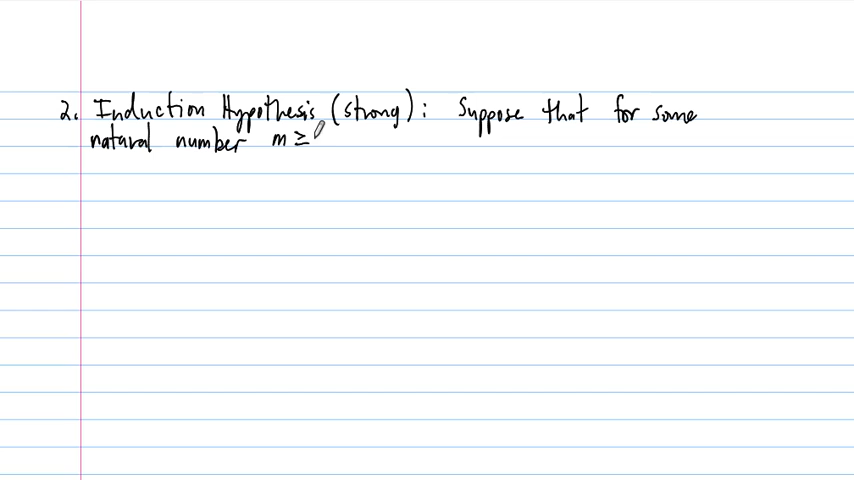 2. Induction Hypothesis (strong): Suppose that for some
natural number m ≥